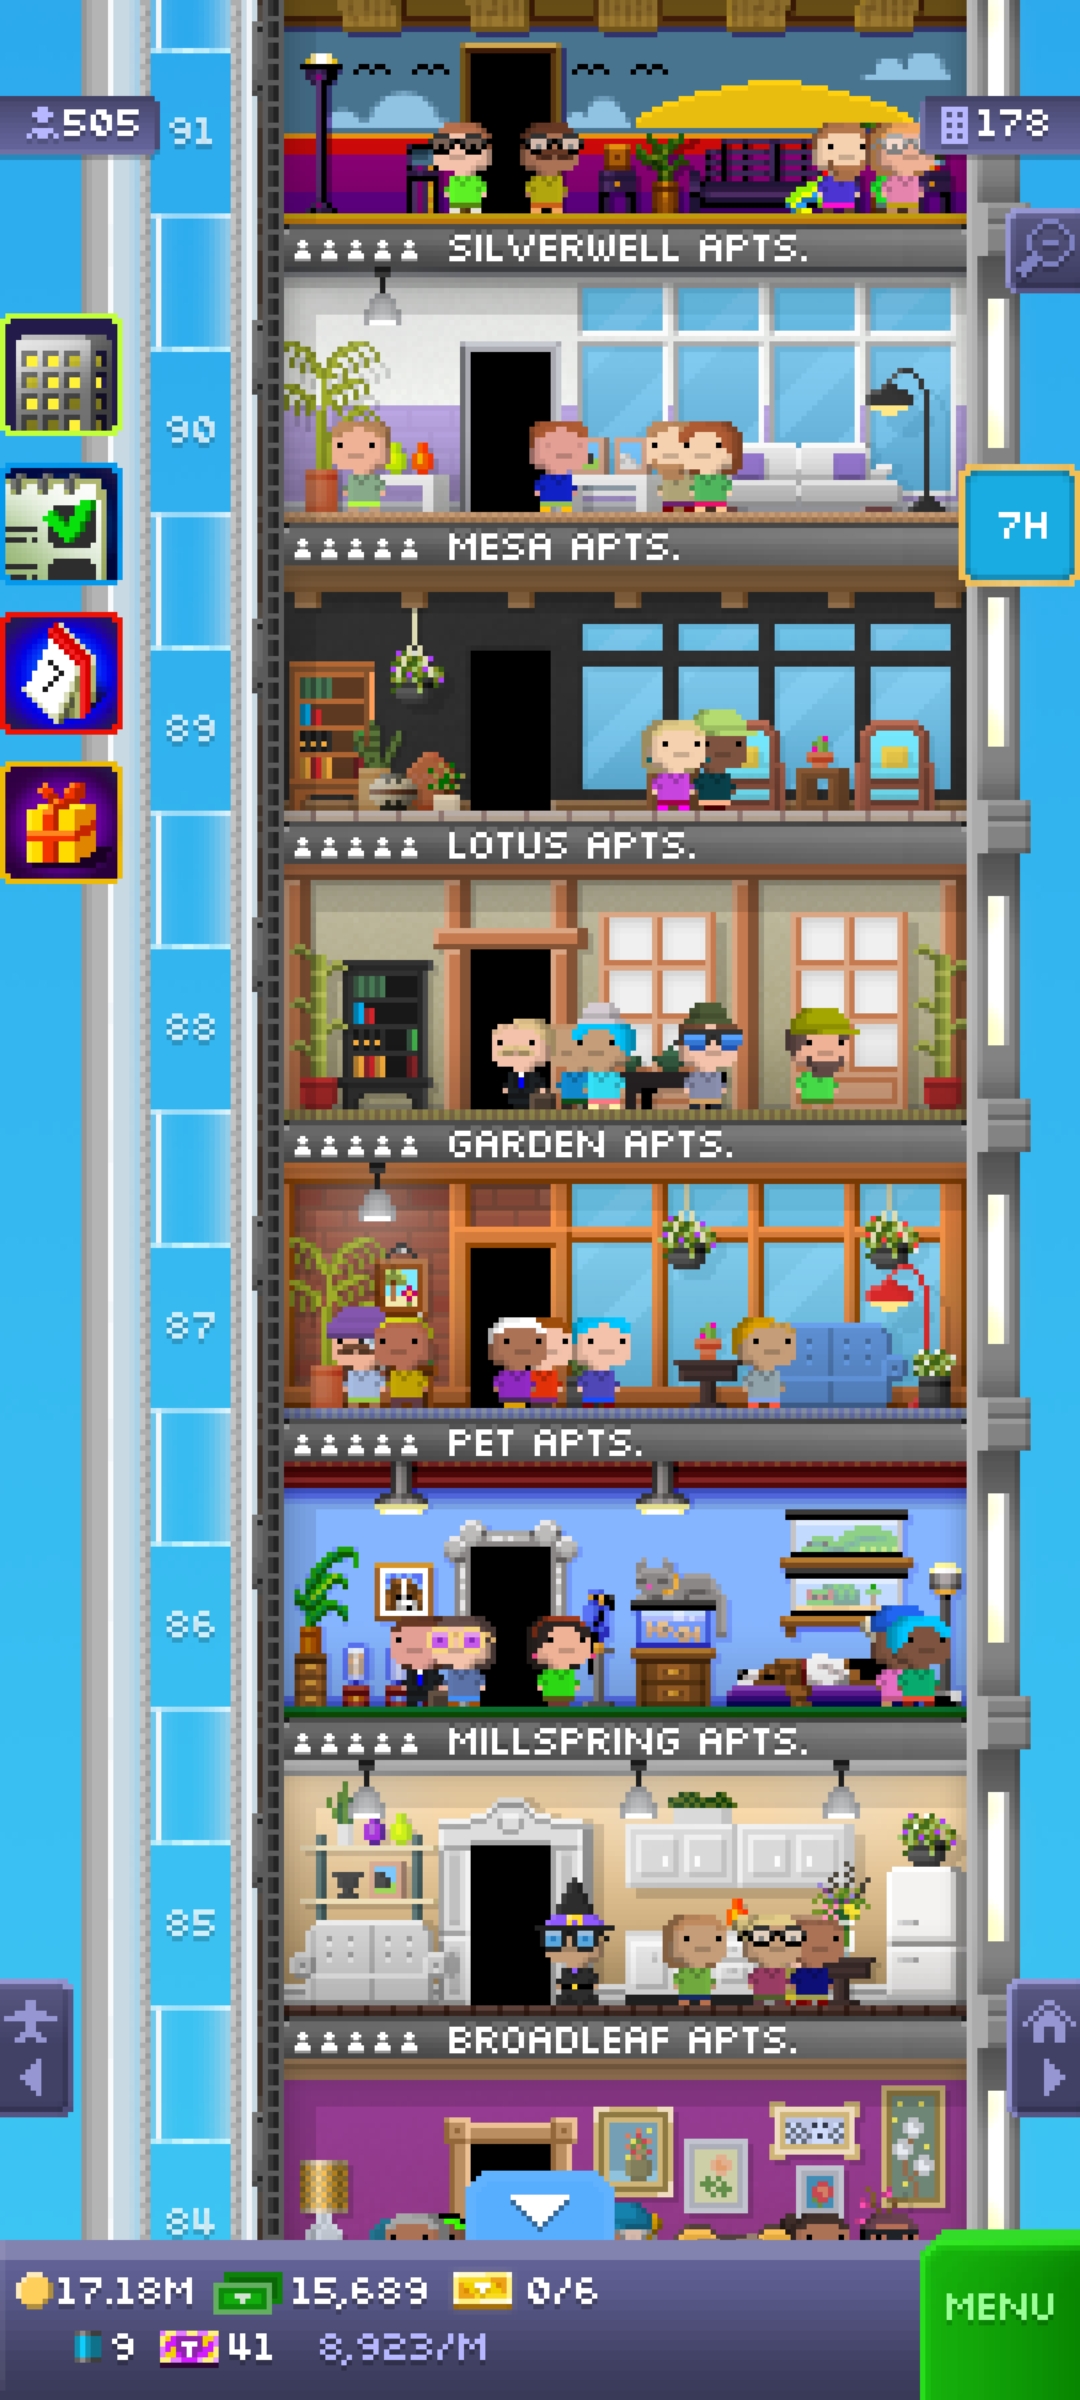 505
91
178
SILVERWELL APTS.
90
7H
MESA APTS.
7
89
LOTUS APTS.
88
GARDEN APTS.
87
PET APTS.
86
MILLSPRING APTS.
85
BROADLEAF APTS.
84
17.18M 15,689 0/6
MENU
9 T 41 8,923/M